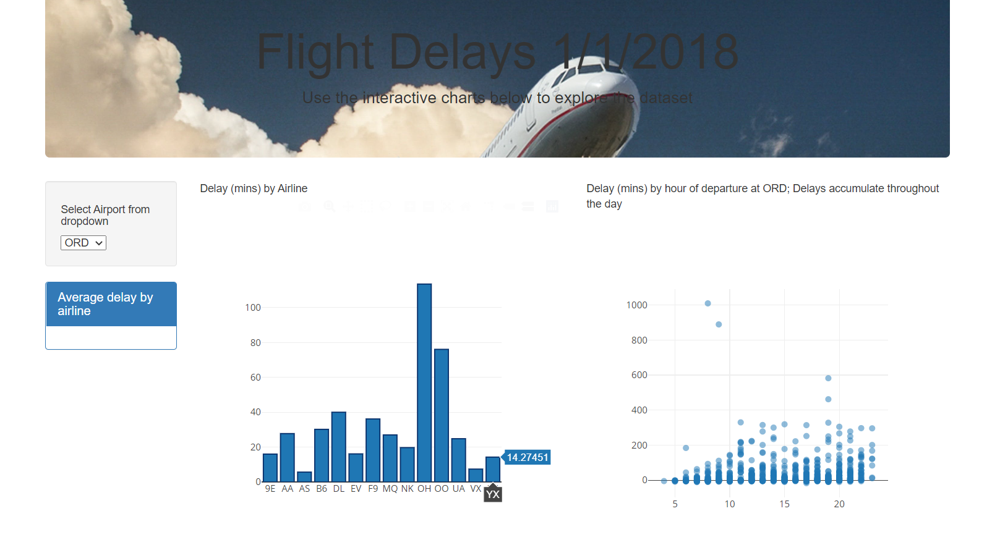 Flight Delays 1/1/2018
Use the interactive charts below to explore the dataset
Select Airport from
dropdown
ORD
Average delay by
airline
Delay (mins) by Airline
100
80
60
40
20
0
9E AA AS B6 DL EV F9 MQ NK OH OO UA VX
14.27451
YX
Delay (mins) by hour of departure at ORD; Delays accumulate throughout
the day
1000
800
600
400
200
0
5 10 15 20